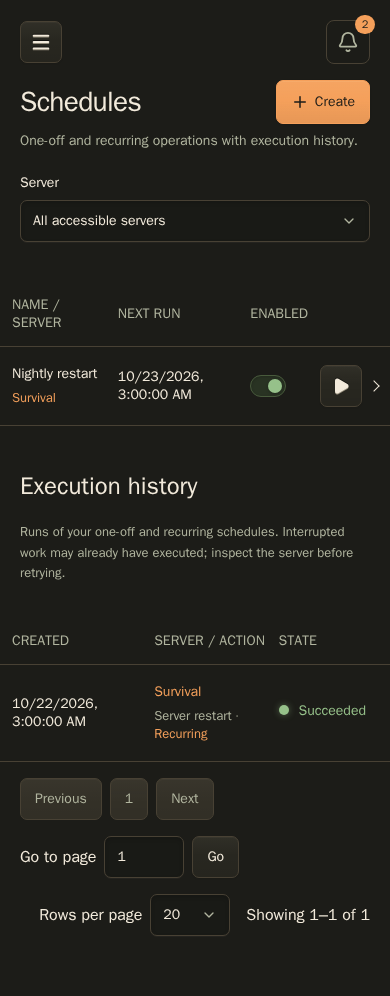 2
Schedules
Create
One-off and recurring operations with execution history.
Server
All accessible servers
NAME /
SERVER
NEXT RUN
ENABLED
Nightly restart
Survival
10/23/2026,
3:00:00 AM
Execution history
Runs of your one-off and recurring schedules. Interrupted
work may already have executed; inspect the server before
retrying.
CREATED
SERVER / ACTION
STATE
10/22/2026,
3:00:00 AM
Survival
Server restart ·
Recurring
Succeeded
Previous
1
Next
Go to page
1
Go
Rows per page
20
Showing 1–1 of 1